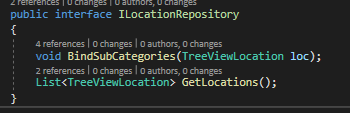 2 references | 0 changes | 0 authors, 0 changes
public interface ILocationRepository
{
4 references | 0 changes | 0 authors, 0 changes
void BindSubCategories(TreeViewLocation loc);
2 references | 0 changes | 0 authors, 0 changes
List<TreeViewLocation> GetLocations();
}